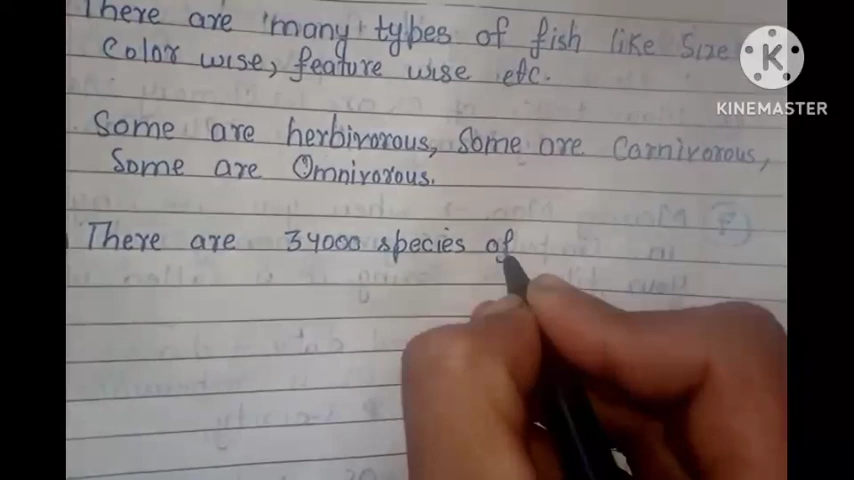 There are many types of fish like size
Color wise, feature wise etc.
Some are herbivorous, Some are Carnivorous,
Some are Omnivorous.
There are 34000 species of
K
KINEMASTER